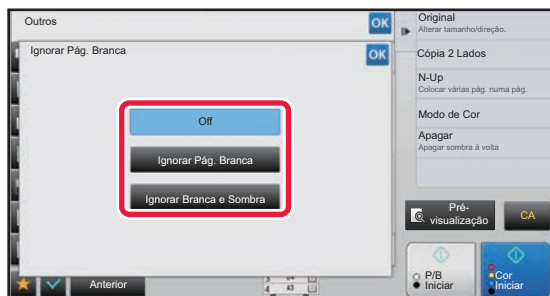 Outros
OK
Ignorar Pág. Branca
OK
Off
Ignorar Pág. Branca
Ignorar Branca e Sombra
Original
Alterar tamanho/direção.
Cópia 2 Lados
N-Up
Colocar várias pág. numa pág.
Modo de Cor
Apagar
Apagar sombra à volta
Pré-
visualização
CA
P/B
Iniciar
Cor
Iniciar
Anterior
4 A3